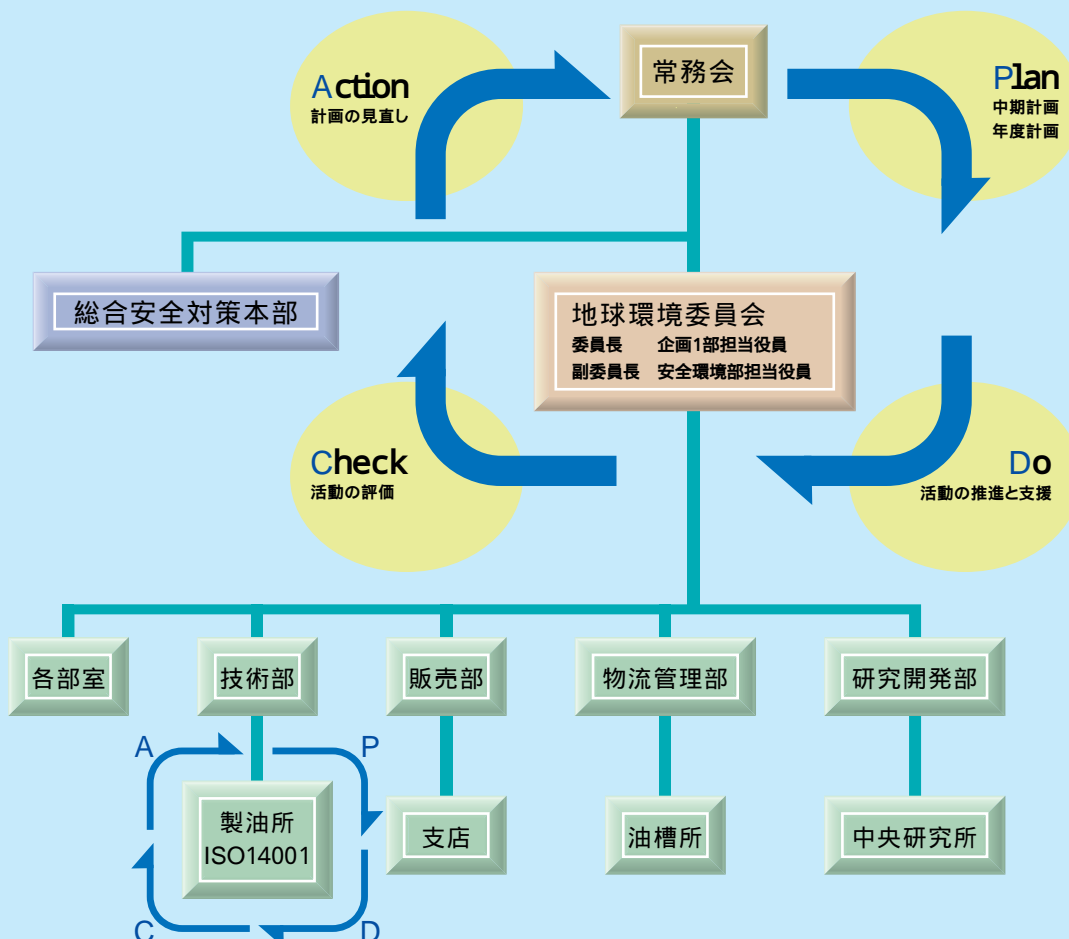 常務会
Action
計画の見直し
Plan
中期計画
年度計画
総合安全対策本部
地球環境委員会
委員長 企画1部担当役員
副委員長 安全環境部担当役員
Check
活動の評価
Do
活動の推進と支援
各部室
技術部
販売部
物流管理部
研究開発部
A
P
製油所
ISO14001
支店
油槽所
中央研究所
C
D